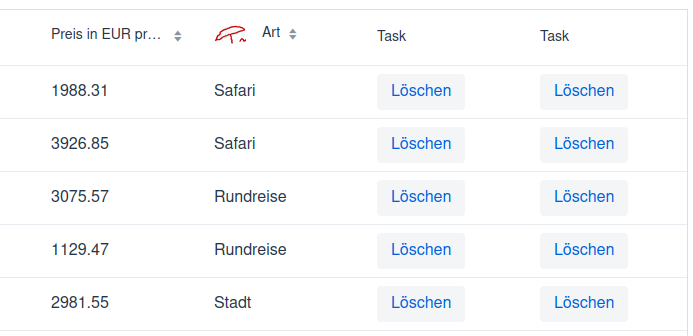 Preis in EUR pr... Art Task Task
1988.31 Safari Löschen Löschen
3926.85 Safari Löschen Löschen
3075.57 Rundreise Löschen Löschen
1129.47 Rundreise Löschen Löschen
2981.55 Stadt Löschen Löschen